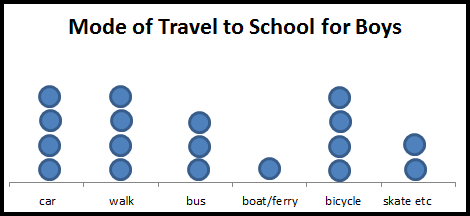 Mode of Travel to School for Boys
car walk bus boat/ferry bicycle skate etc